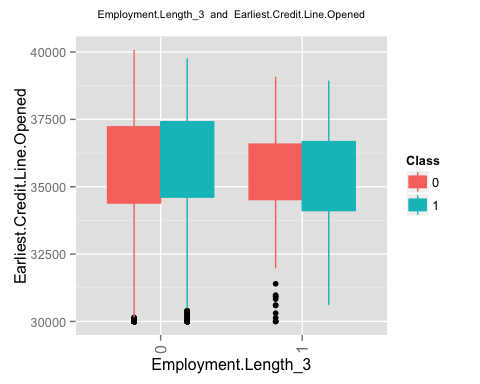 Employment.Length_3 and Earliest.Credit.Line.Opened
40000
37500
35000
32500
30000
Earliest.Credit.Line.Opened
0
1
Employment.Length_3
Class
0
1